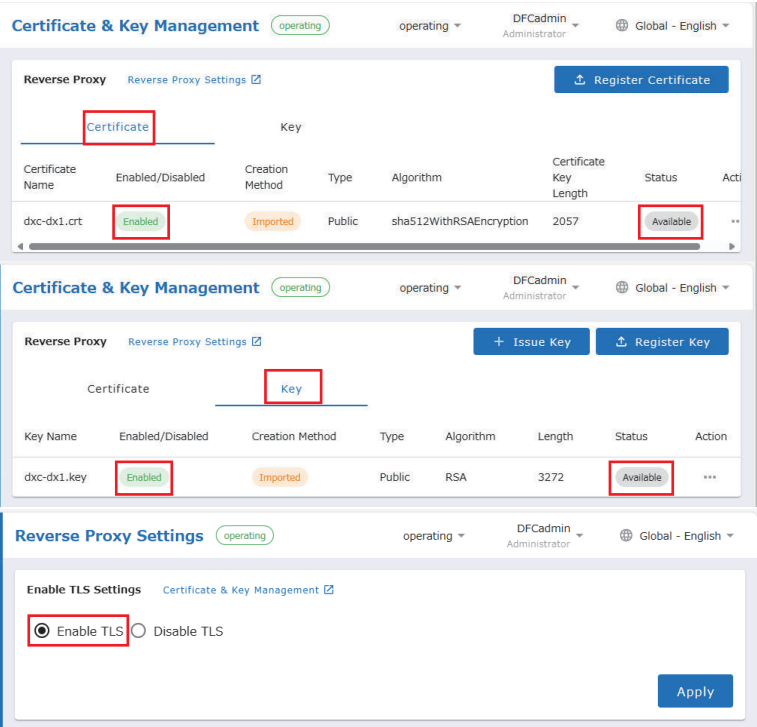 Certificate & Key Management operating operating DFCadmin Administrator Global - English
Reverse Proxy Reverse Proxy Settings Register Certificate
Certificate Key
Certificate Name Enabled/Disabled Creation Method Type Algorithm Certificate Key Length Status Acti
dxc-dx1.crt Enabled Imported Public sha512WithRSAEncryption 2057 Available
Certificate & Key Management operating operating DFCadmin Administrator Global - English
Reverse Proxy Reverse Proxy Settings + Issue Key Register Key
Certificate Key
Key Name Enabled/Disabled Creation Method Type Algorithm Length Status Action
dxc-dx1.key Enabled Imported Public RSA 3272 Available
Reverse Proxy Settings operating operating DFCadmin Administrator Global - English
Enable TLS Settings Certificate & Key Management
Enable TLS Disable TLS
Apply